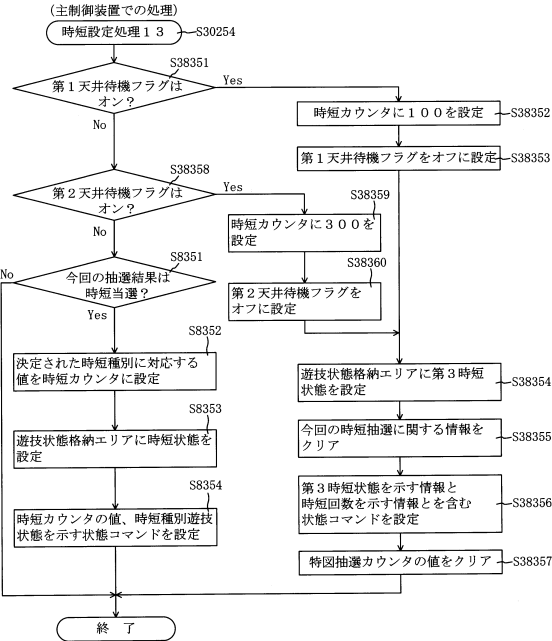 (主制御装置での処理)
時短設定処理１３
S30254
S38351
第１天井待機フラグは
オン？
Yes
No
時短カウンタに１００を設定
S38352
第１天井待機フラグをオフに設定
S38353
S38358
第２天井待機フラグは
オン？
Yes
No
S38359
時短カウンタに３００を
設定
S38360
第２天井待機フラグを
オフに設定
S8351
今回の抽選結果は
時短当選？
No
Yes
S8352
決定された時短種別に対応する
値を時短カウンタに設定
S8353
遊技状態格納エリアに時短状態を
設定
S8354
時短カウンタの値、時短種別遊技
状態を示す状態コマンドを設定
遊技状態格納エリアに第３時短
状態を設定
S38354
今回の時短抽選に関する情報を
クリア
S38355
第３時短状態を示す情報と
時短回数を示す情報とを含む
状態コマンドを設定
S38356
特図抽選カウンタの値をクリア
S38357
終　了